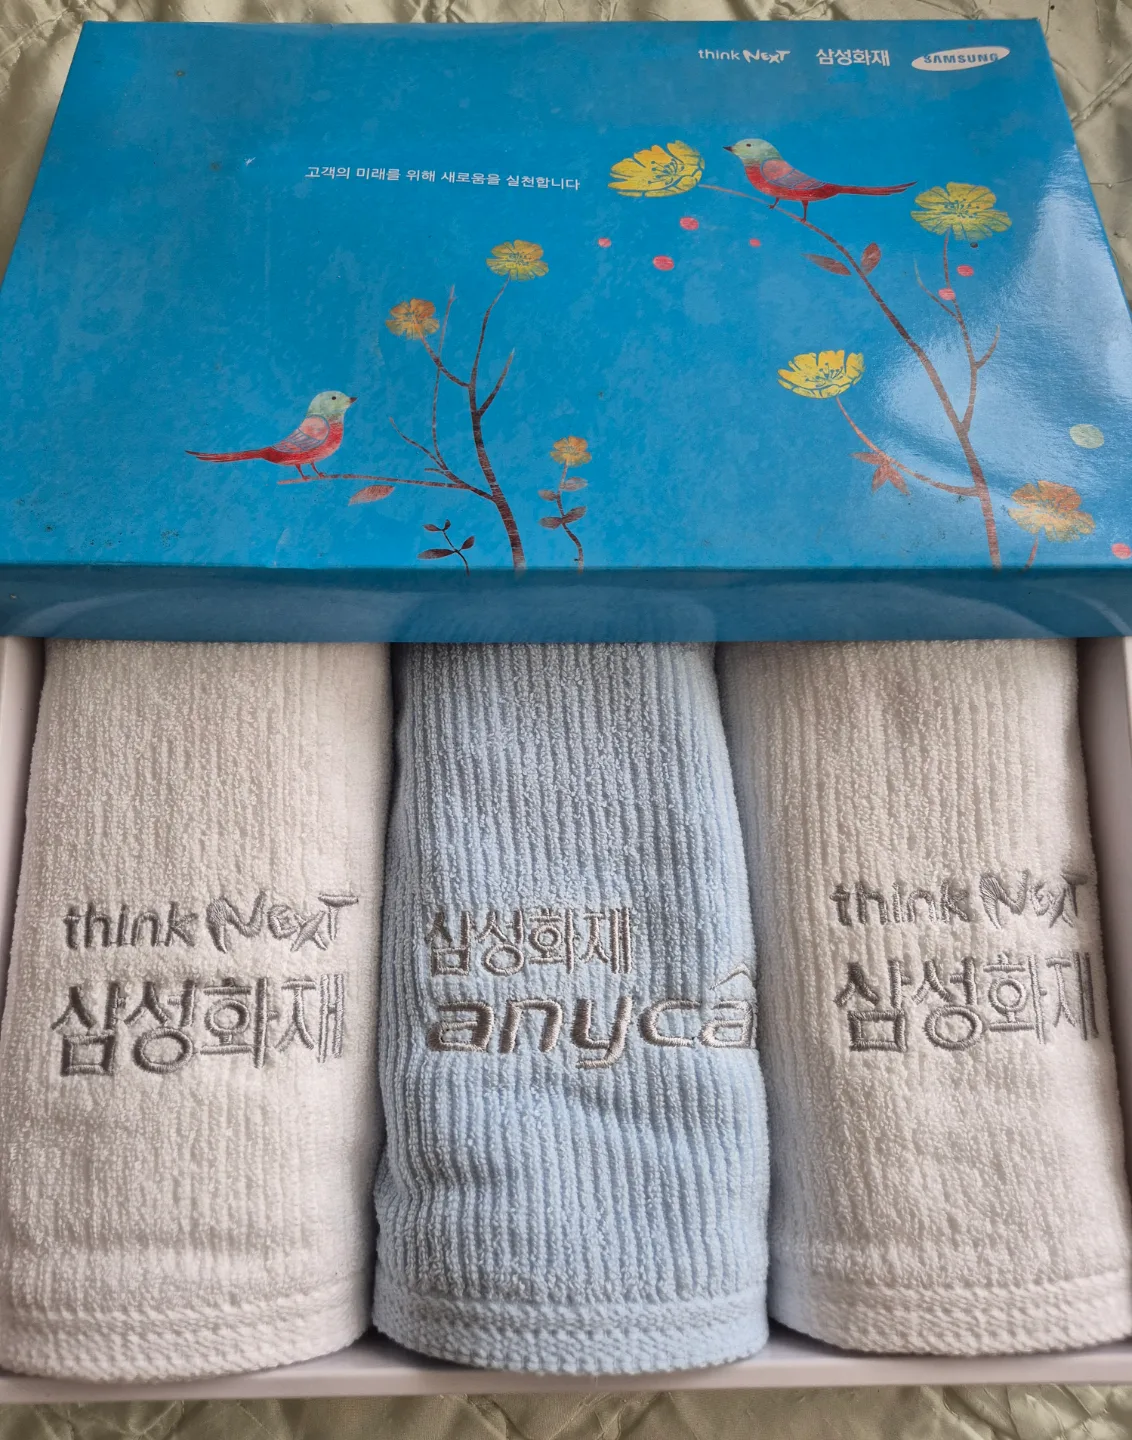 think NEXT 삼성화재 SAMSUNG
고객의 미래를 위해 새로움을 실천합니다
think NEXT
삼성화재
삼성화재
anyca
think NEXT
삼성화재